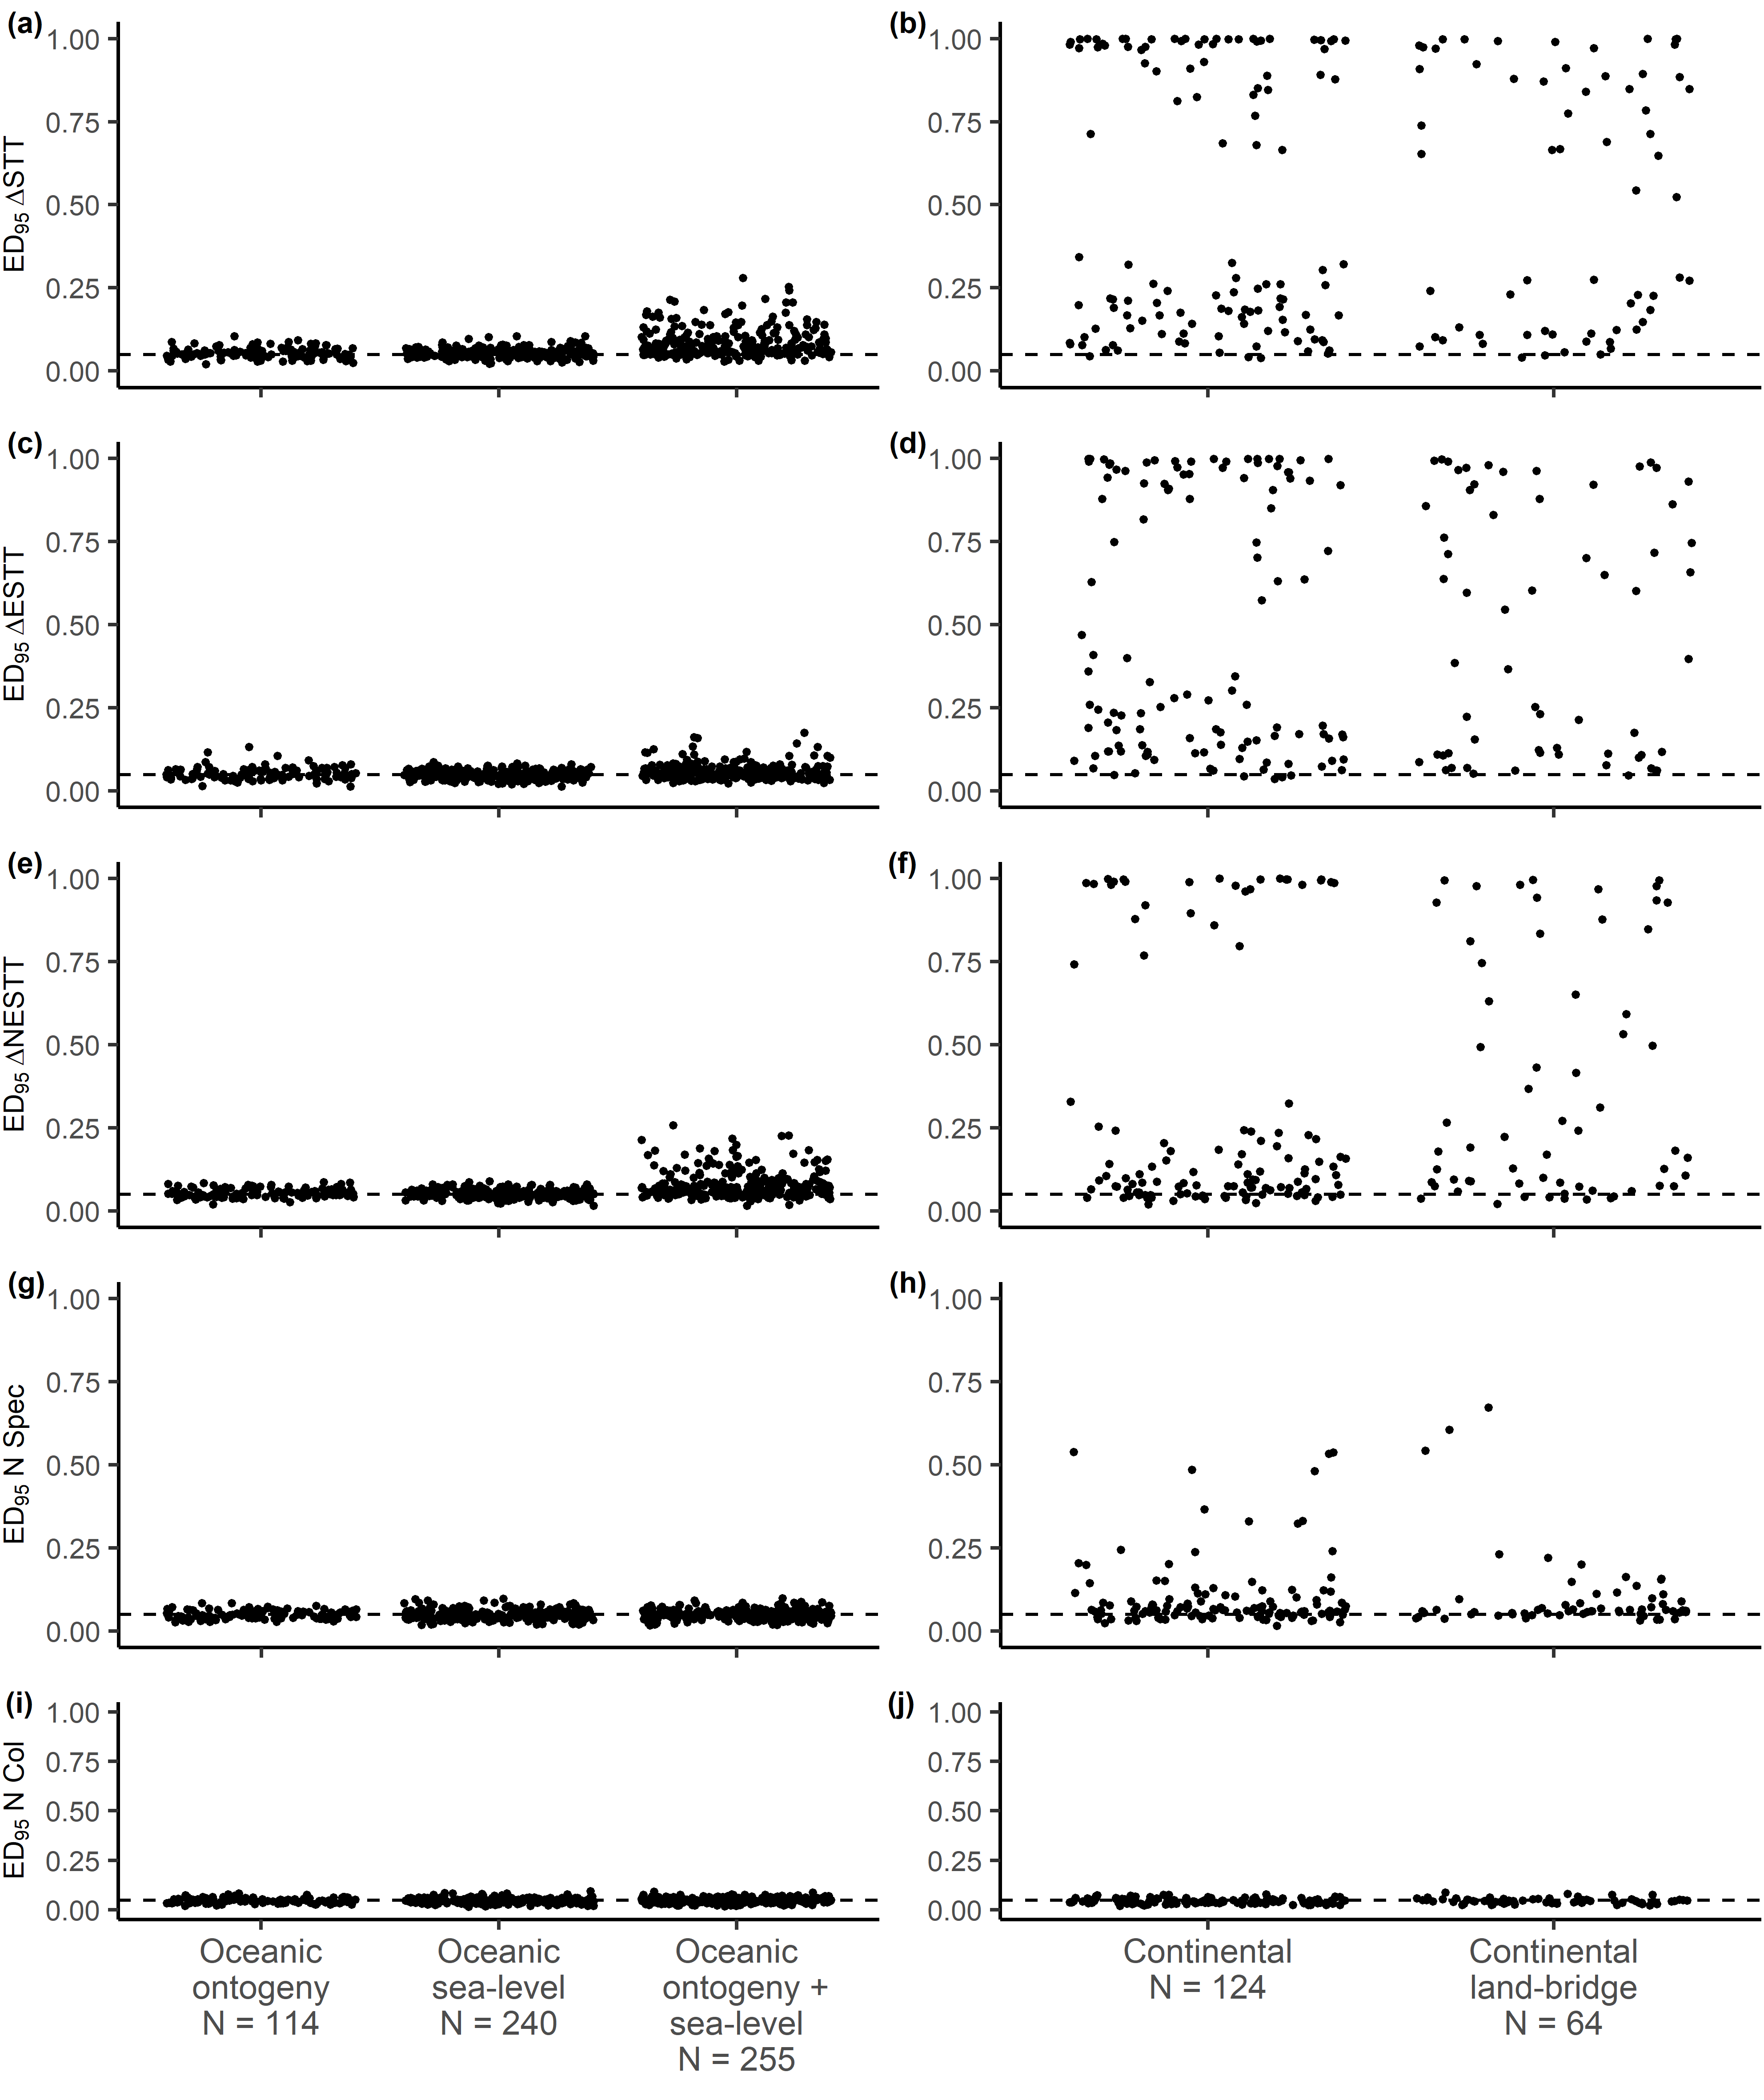 (a)
(b)
1.00
0.75
0.50
0.25
0.00
ED95 ΔSTT
1.00
0.75
0.50
0.25
0.00
(c)
(d)
1.00
0.75
0.50
0.25
0.00
ED95 ΔESTT
1.00
0.75
0.50
0.25
0.00
(e)
(f)
1.00
0.75
0.50
0.25
0.00
ED95 ΔNESTT
1.00
0.75
0.50
0.25
0.00
(g)
(h)
1.00
0.75
0.50
0.25
0.00
ED95 N Spec
1.00
0.75
0.50
0.25
0.00
(i)
(j)
1.00
0.75
0.50
0.25
0.00
ED95 N Col
1.00
0.75
0.50
0.25
0.00
Oceanic
ontogeny
N = 114
Oceanic
sea-level
N = 240
Oceanic
ontogeny +
sea-level
N = 255
Continental
N = 124
Continental
land-bridge
N = 64